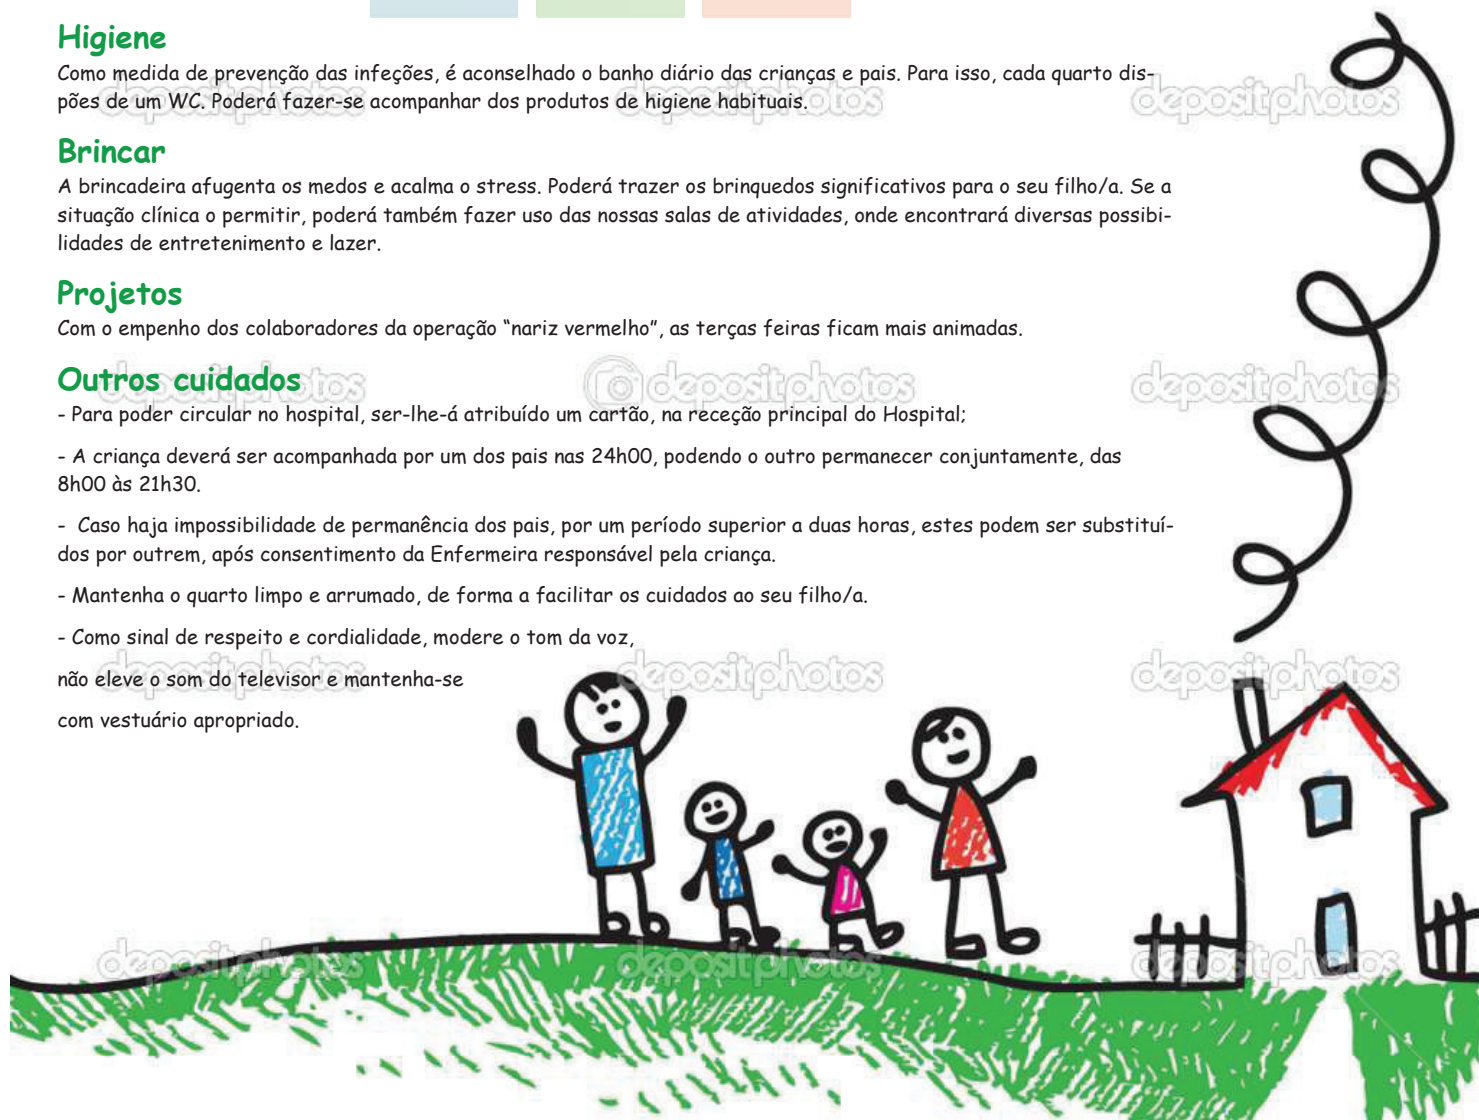 Higiene
Como medida de prevenção das infeções, é aconselhado o banho diário das crianças e pais. Para isso, cada quarto dis-
pões de um WC. Poderá fazer-se acompanhar dos produtos de higiene habituais.
depositphotos
depositphotos
depositphotos
Brincar
A brincadeira afugenta os medos e acalma o stress. Poderá trazer os brinquedos significativos para o seu filho/a. Se a
situação clínica o permitir, poderá também fazer uso das nossas salas de atividades, onde encontrará diversas possibi-
lidades de entretenimento e lazer.
Projetos
Com o empenho dos colaboradores da operação “nariz vermelho”, as terças feiras ficam mais animadas.
Outros cuidados
depositphotos
depositphotos
depositphotos
- Para poder circular no hospital, ser-lhe-á atribuído um cartão, na receção principal do Hospital;
- A criança deverá ser acompanhada por um dos pais nas 24h00, podendo o outro permanecer conjuntamente, das
8h00 às 21h30.
- Caso haja impossibilidade de permanência dos pais, por um período superior a duas horas, estes podem ser substituí-
dos por outrem, após consentimento da Enfermeira responsável pela criança.
- Mantenha o quarto limpo e arrumado, de forma a facilitar os cuidados ao seu filho/a.
- Como sinal de respeito e cordialidade, modere o tom da voz,
não eleve o som do televisor e mantenha-se
depositphotos
depositphotos
depositphotos
com vestuário apropriado.
depositphotos
depositphotos
depositphotos